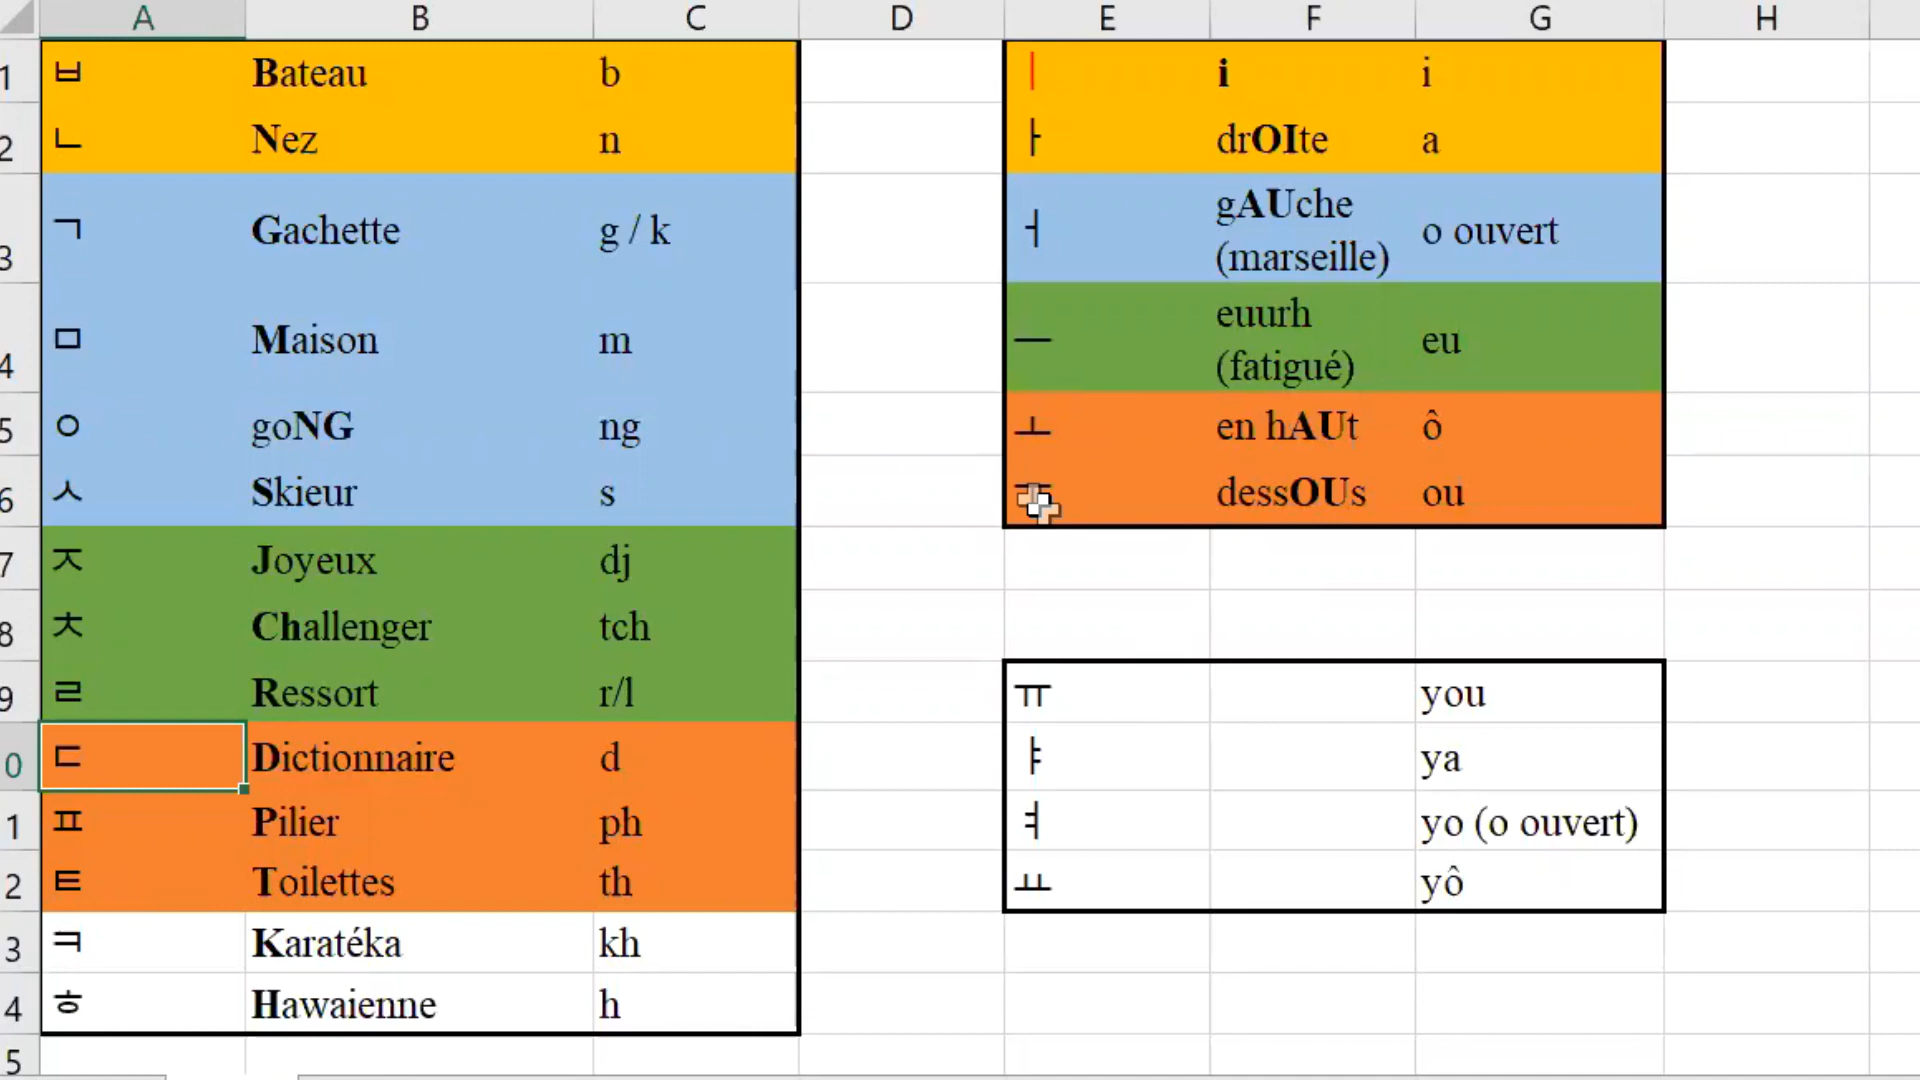 A B C D E F G H
1 ㅂ Bateau b ㅣ i i
2 ㄴ Nez n ㅏ drOIte a
3 ㄱ Gachette g / k ㅓ gAUche (marseille) o ouvert
4 ㅁ Maison m ㅡ euurh (fatigué) eu
5 ㅇ goNG ng ㅗ en hAUt ô
6 ㅅ Skieur s dessOUs ou
7 ㅈ Joyeux dj
8 ㅊ Challenger tch
9 ㄹ Ressort r/l ㅠ you
0 ㄷ Dictionnaire d ㅑ ya
1 ㅍ Pilier ph ㅕ yo (o ouvert)
2 ㅌ Toilettes th ㅛ yô
3 ㅋ Karatéka kh
4 ㅎ Hawaienne h
5